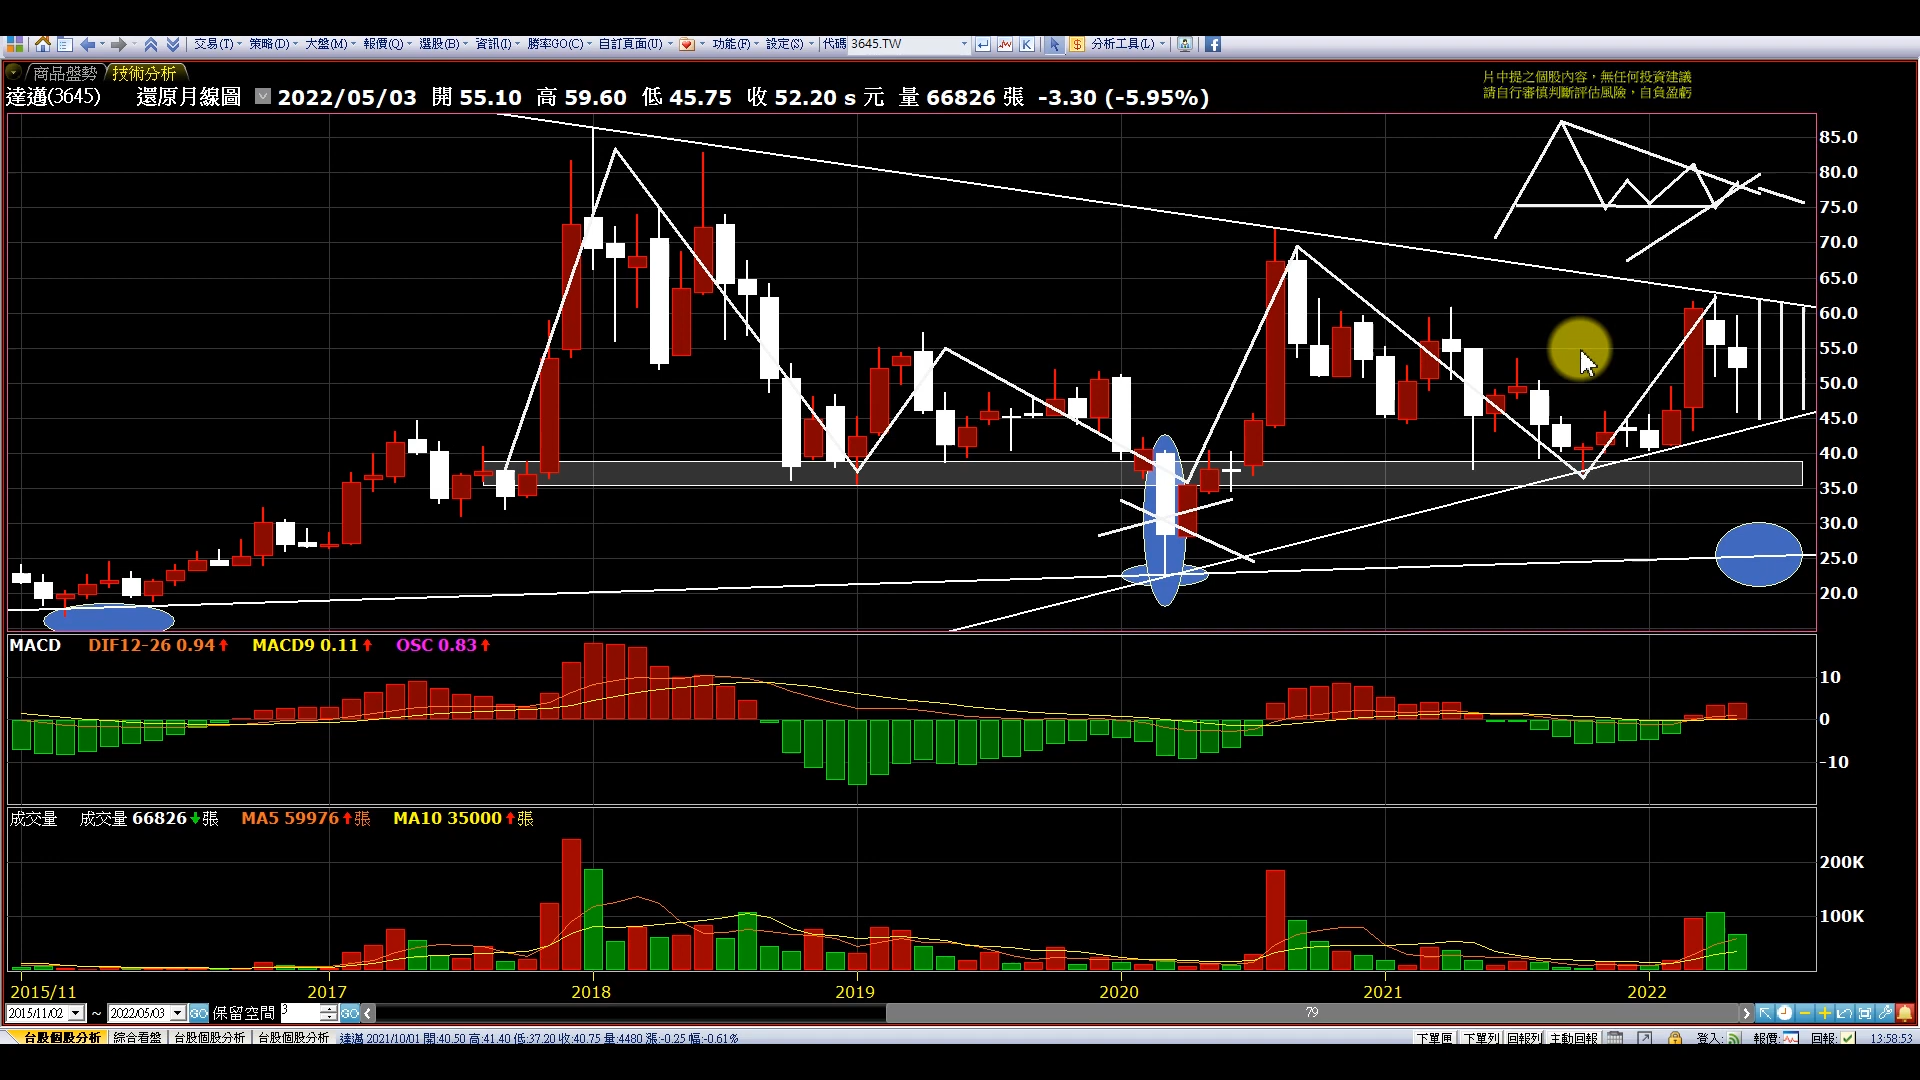 交易(T) 策略(D) 大盤(M) 報價(Q) 選股(B) 資訊(I) 勝率GO(C) 自訂頁面(U) 功能(F) 設定(S) 代碼 3645.TW K $ 分析工具(L)
商品盤勢 技術分析
片中提之個股內容，無任何投資建議
請自行審慎判斷評估風險，自負盈虧
達邁(3645) 還原月線圖 2022/05/03 開 55.10 高 59.60 低 45.75 收 52.20 s 元 量 66826 張 -3.30 (-5.95%)
85.0
80.0
75.0
70.0
65.0
60.0
55.0
50.0
45.0
40.0
35.0
30.0
25.0
20.0
MACD DIF12-26 0.94 MACD9 0.11 OSC 0.83
10
0
-10
成交量 成交量 66826 張 MA5 59976 張 MA10 35000 張
200K
100K
2015/11 2017 2018 2019 2020 2021 2022
2015/11/02 ~ 2022/05/03 GO 保留空間 3 GO 79
台股個股分析 綜合看盤 台股個股分析 台股個股分析 達邁 2021/10/01 開:40.50 高:41.40 低:37.20 收:40.75 量:4480 漲:-0.25 幅:-0.61% 下單匣 下單列 回報列 主動回報 登入: 報價: 回報: 13:58:53